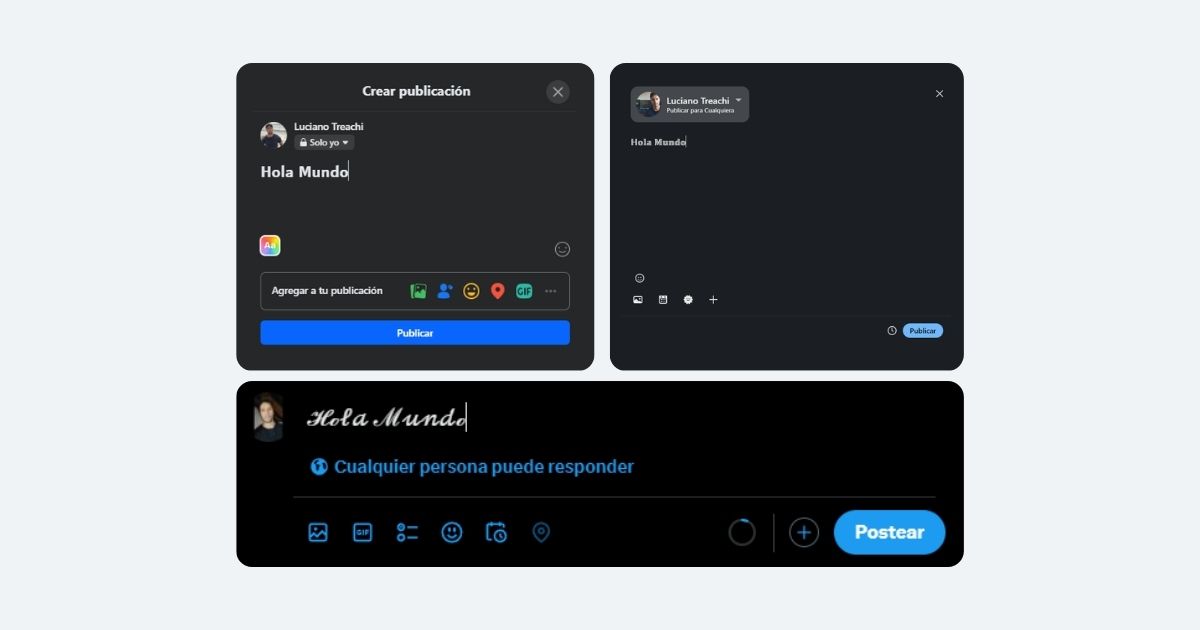 Crear publicación
Luciano Treachi
Solo yo
Hola Mundo
Aa
Agregar a tu publicación
GIF
Publicar
Luciano Treachi
Publicar para Cualquiera
Hola Mundo
Publicar
𝓗𝓸𝓵𝓪 𝓜𝓾𝓷𝓭𝓸
Cualquier persona puede responder
GIF
Postear